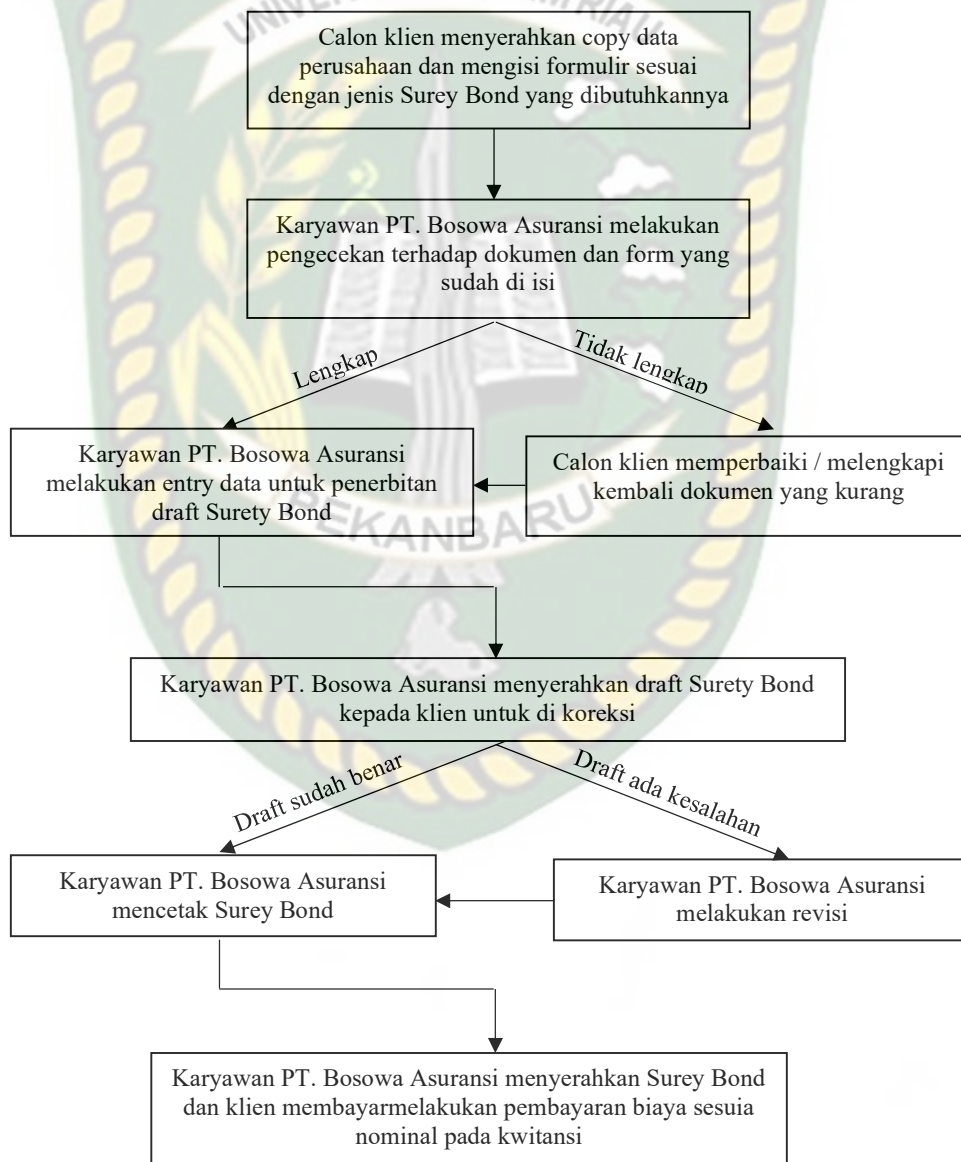 Calon klien menyerahkan copy data
perusahaan dan mengisi formulir sesuai
dengan jenis Surey Bond yang dibutuhkannya
Karyawan PT. Bosowa Asuransi melakukan
pengecekan terhadap dokumen dan form yang
sudah di isi
Lengkap
Tidak lengkap
Karyawan PT. Bosowa Asuransi
melakukan entry data untuk penerbitan
draft Surety Bond
Calon klien memperbaiki / melengkapi
kembali dokumen yang kurang
PEKANBARU
Karyawan PT. Bosowa Asuransi menyerahkan draft Surety Bond
kepada klien untuk di koreksi
Draft sudah benar
Draft ada kesalahan
Karyawan PT. Bosowa Asuransi
mencetak Surey Bond
Karyawan PT. Bosowa Asuransi
melakukan revisi
Karyawan PT. Bosowa Asuransi menyerahkan Surey Bond
dan klien membayarmelakukan pembayaran biaya sesuia
nominal pada kwitansi